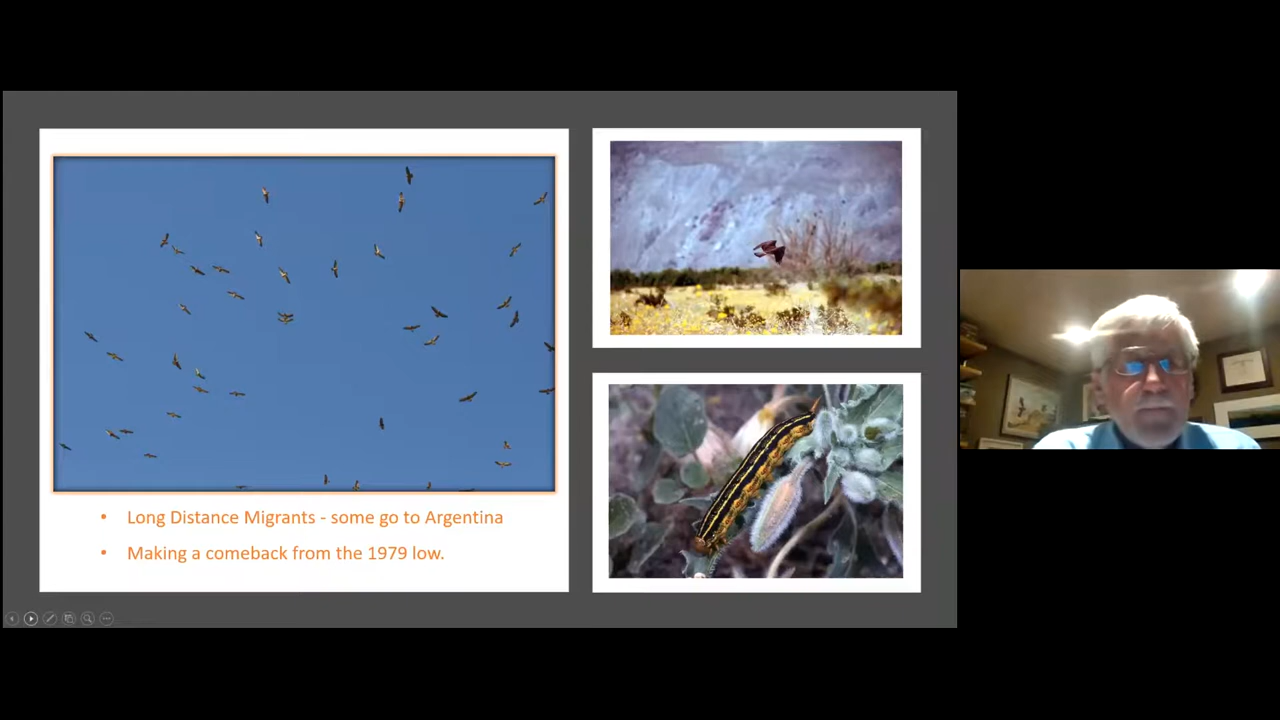 Long Distance Migrants - some go to Argentina
Making a comeback from the 1979 low.